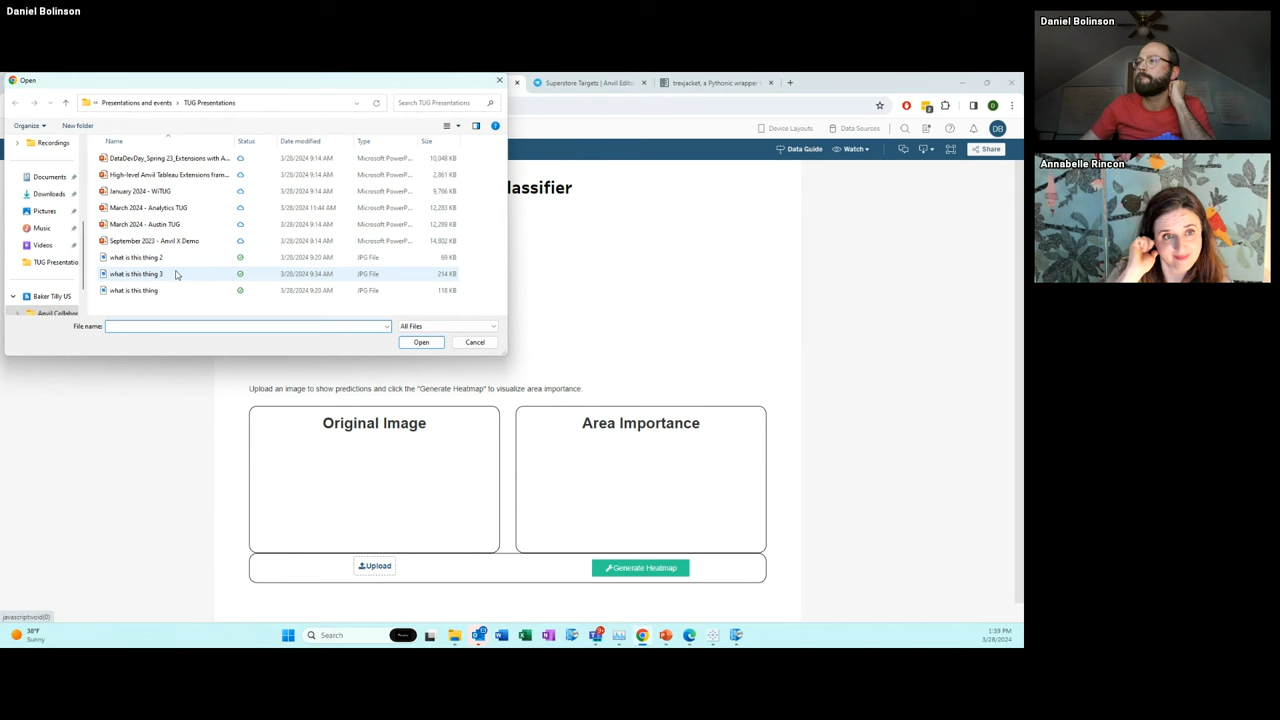 Daniel Bolinson
Daniel Bolinson
Annabelle Rincon
Open
Superstore Targets | Anvil Edit
trexjacket, a Pythonic wrapper
Presentations and events
TUG Presentations
Search TUG Presentations
Organize
New folder
Device Layouts
Data Sources
DB
Data Guide
Watch
Share
Name
Status
Date modified
Type
Size
Recordings
Documents
Downloads
Pictures
Music
Videos
TUG Presentatio
Baker Tilly US
Anvil Collabor
DataDevDay_Spring 23_Extensions with A...
3/28/2024 9:14 AM
Microsoft PowerP...
10,048 KB
High-level Anvil Tableau Extensions fram...
3/28/2024 9:14 AM
Microsoft PowerP...
2,861 KB
January 2024 - WiTUG
3/28/2024 9:14 AM
Microsoft PowerP...
9,766 KB
March 2024 - Analytics TUG
3/28/2024 11:44 AM
Microsoft PowerP...
12,283 KB
March 2024 - Austin TUG
3/28/2024 9:14 AM
Microsoft PowerP...
12,289 KB
September 2023 - Anvil X Demo
3/28/2024 9:14 AM
Microsoft PowerP...
14,802 KB
what is this thing 2
3/28/2024 9:20 AM
JPG File
69 KB
what is this thing 3
3/28/2024 9:34 AM
JPG File
214 KB
what is this thing
3/28/2024 9:20 AM
JPG File
118 KB
File name:
All Files
Open
Cancel
lassifier
Upload an image to show predictions and click the "Generate Heatmap" to visualize area importance.
Original Image
Area Importance
Upload
Generate Heatmap
javascript:void(0)
38°F
Sunny
Search
1:39 PM
3/28/2024